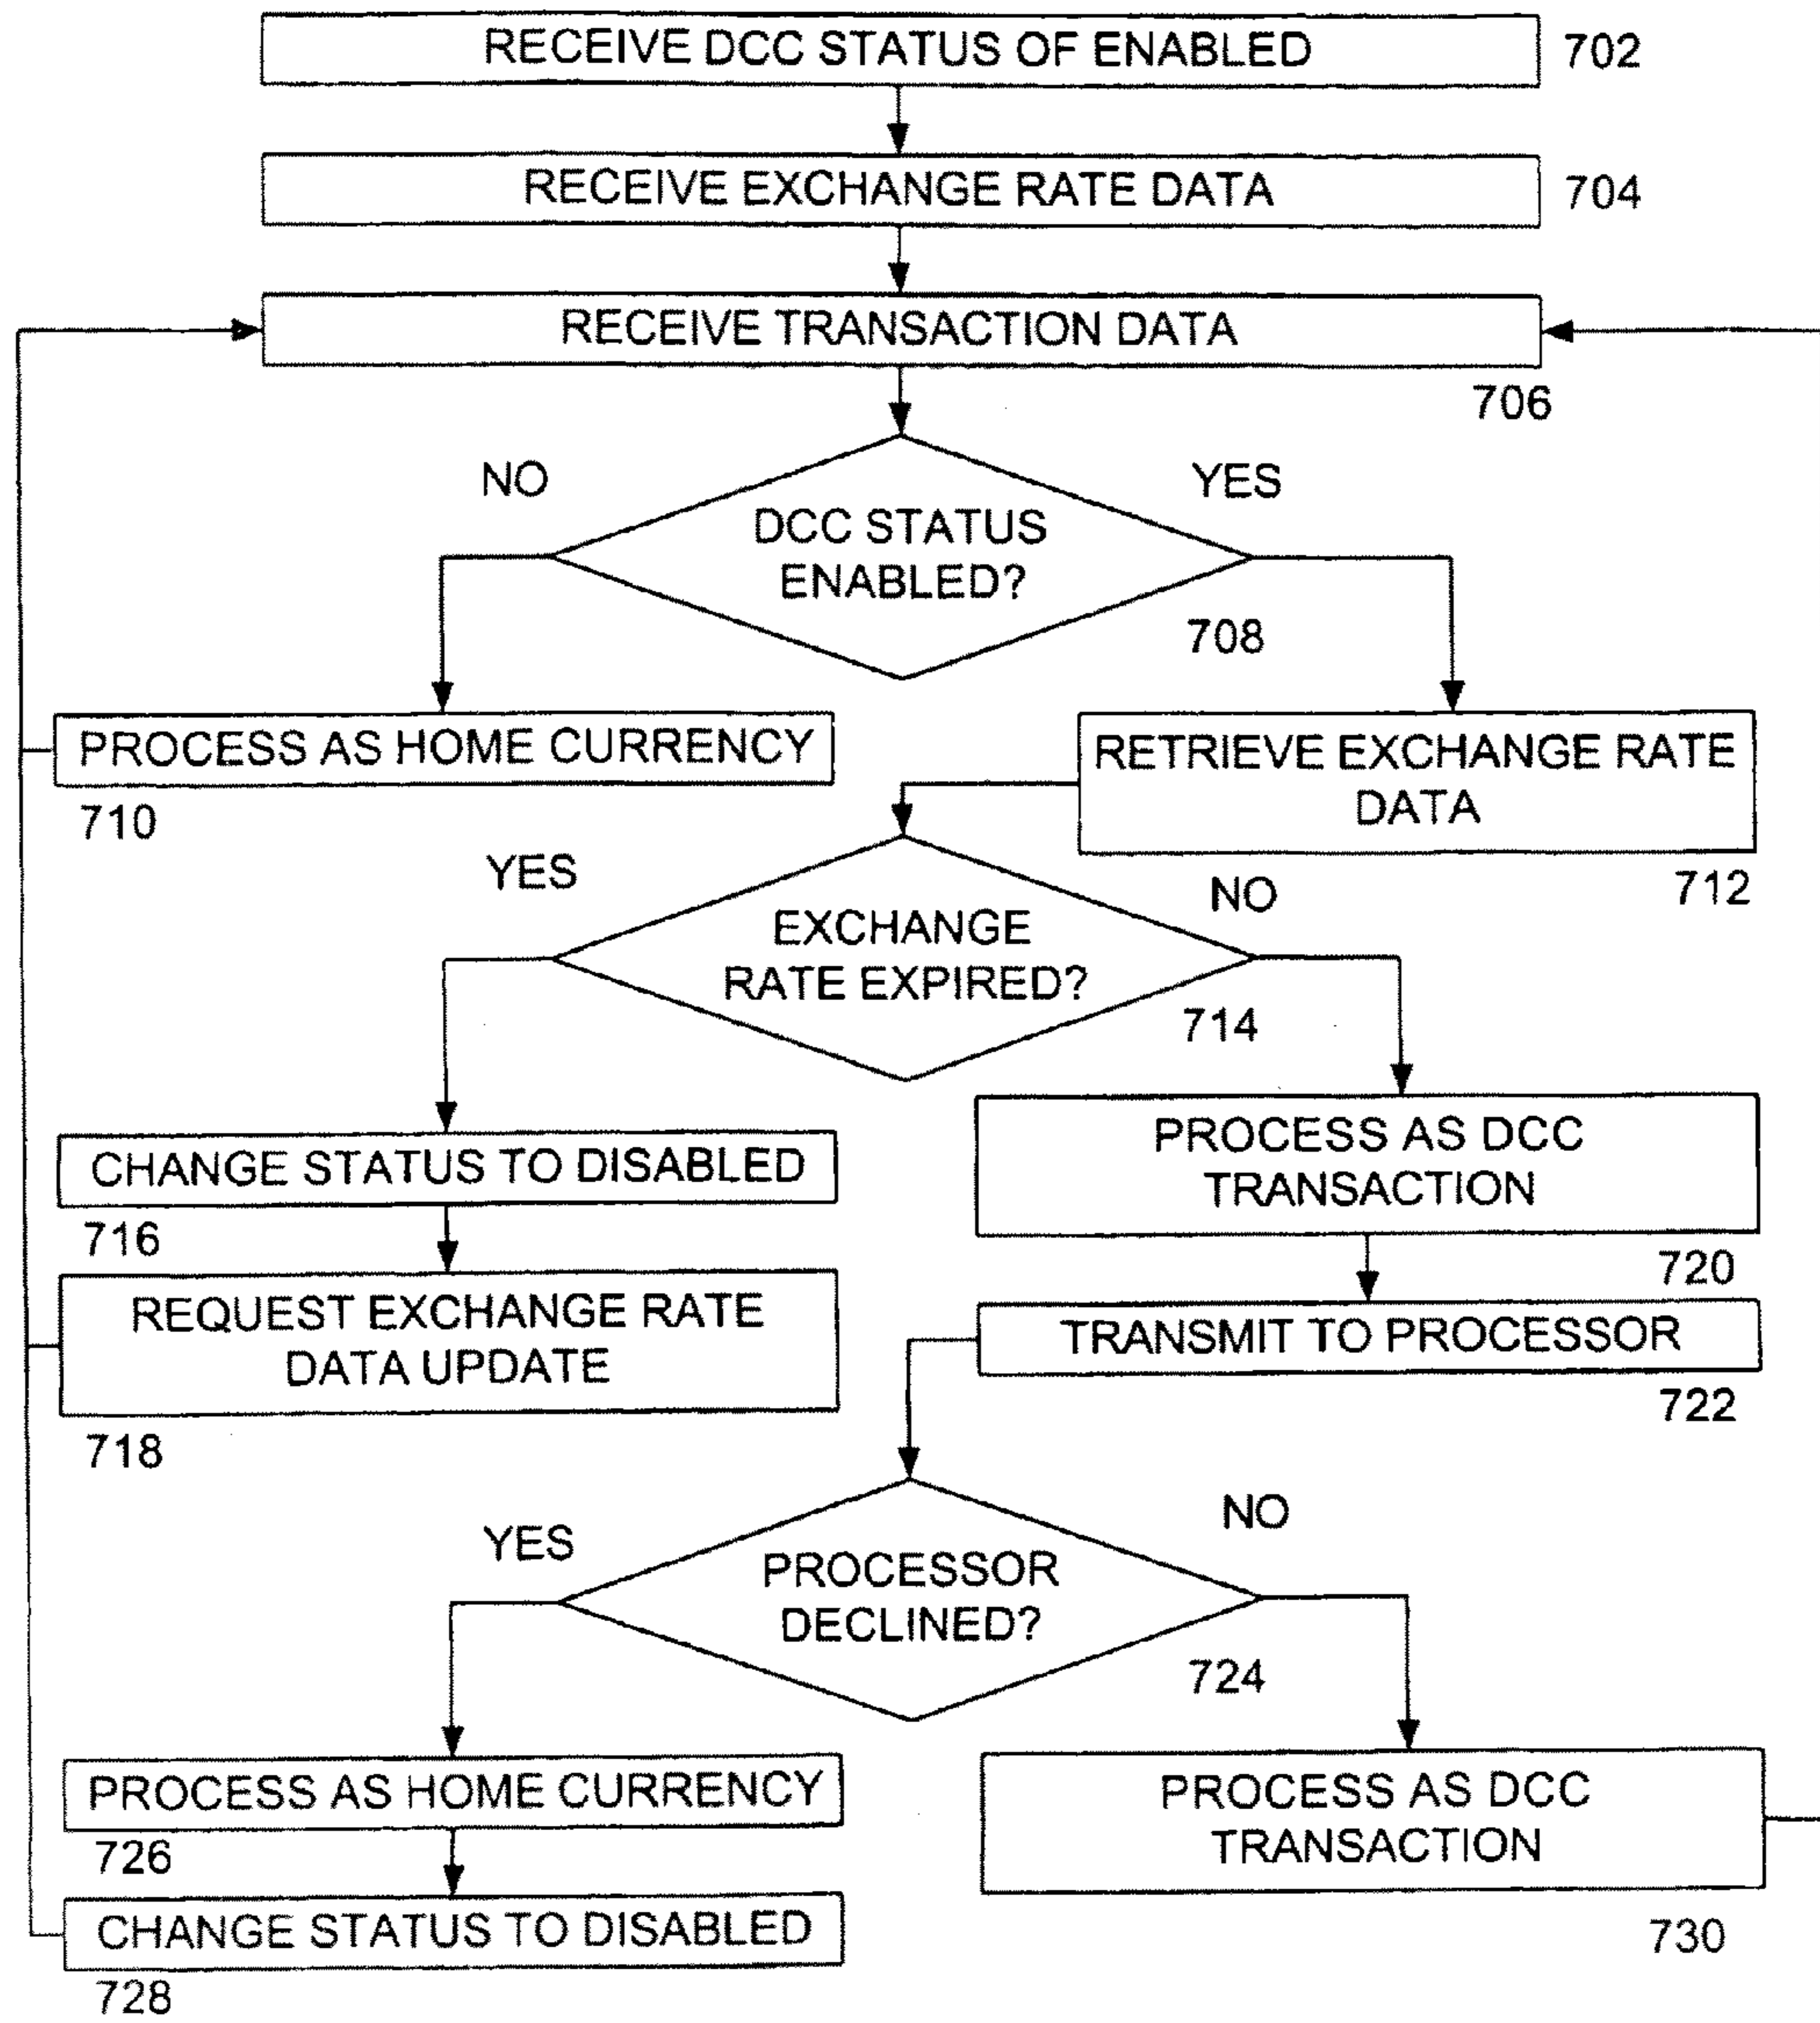 RECEIVE DCC STATUS OF ENABLED
702
RECEIVE EXCHANGE RATE DATA
704
RECEIVE TRANSACTION DATA
706
NO
YES
DCC STATUS
ENABLED?
708
PROCESS AS HOME CURRENCY
710
RETRIEVE EXCHANGE RATE
DATA
712
YES
NO
EXCHANGE
RATE EXPIRED?
714
CHANGE STATUS TO DISABLED
716
PROCESS AS DCC
TRANSACTION
720
REQUEST EXCHANGE RATE
DATA UPDATE
718
TRANSMIT TO PROCESSOR
722
YES
NO
PROCESSOR
DECLINED?
724
PROCESS AS HOME CURRENCY
726
PROCESS AS DCC
TRANSACTION
730
CHANGE STATUS TO DISABLED
728